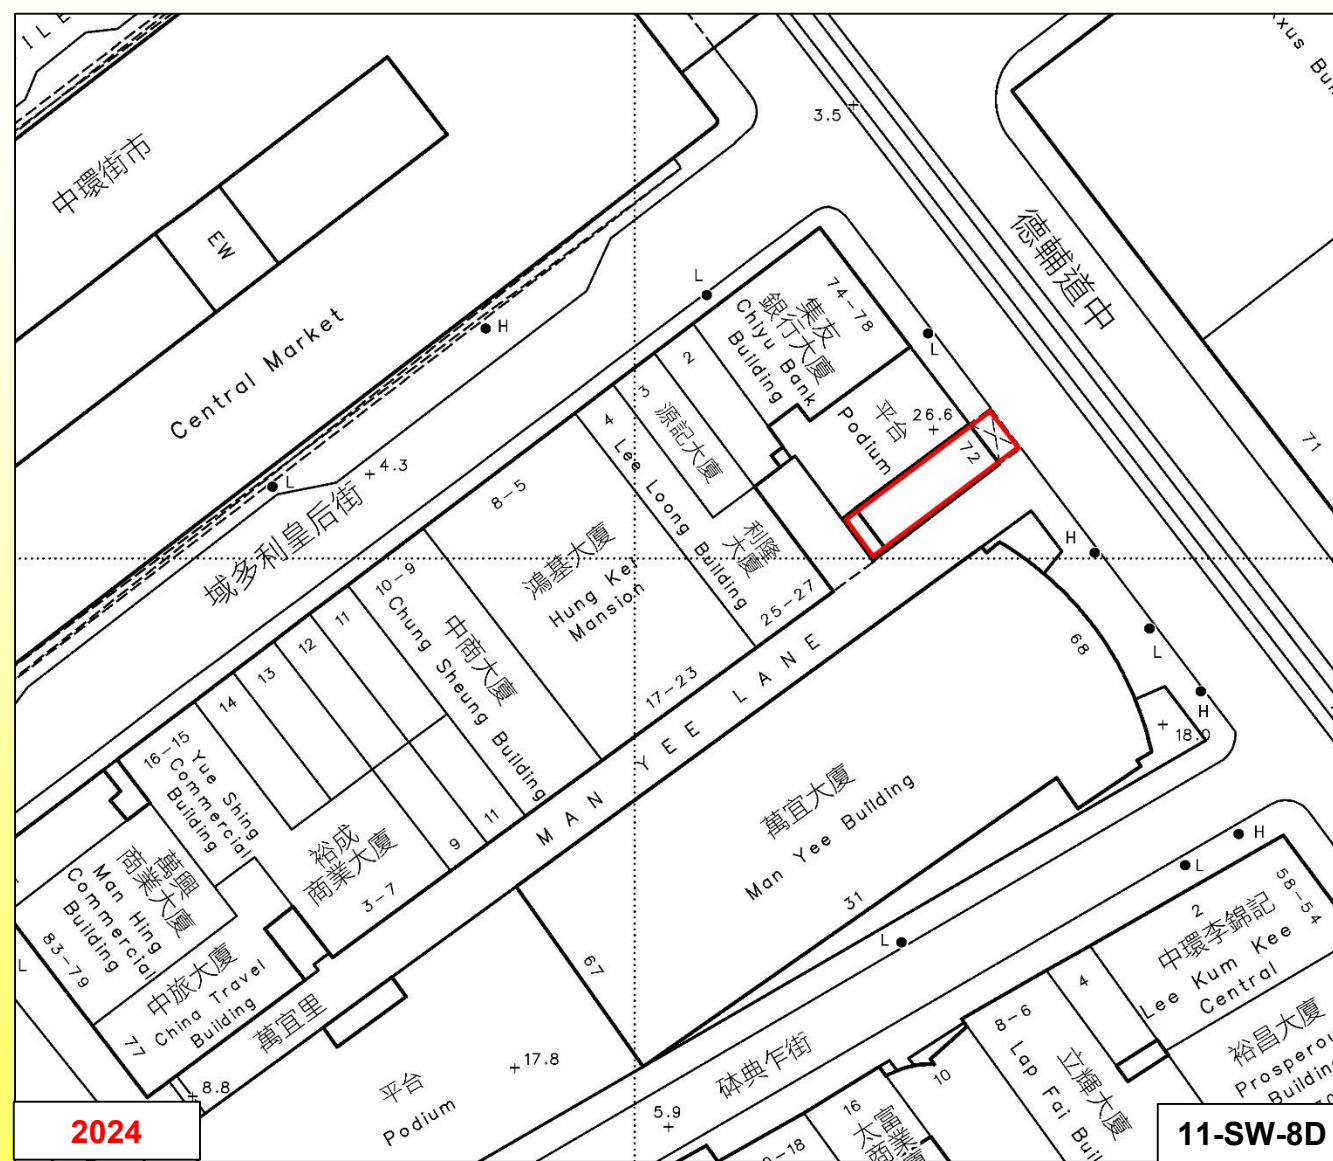 中環街市
EW
Central Market
H
L
L
4.3
域多利皇后街
3.5
德輔道中
71
74-78
集友
銀行大廈
Chiyu Bank
Building
L
平台
Podium
26.6
72
2
3
源記大廈
4
Lee Loong Building
利隆
大廈
25-27
8-5
鴻基大廈
Hung Kei
Mansion
17-23
10-9
中商大廈
Chung Sheung Building
11
11
12
13
14
9
16-15
Yue Shing
Commercial
Building
裕成
商業大廈
3-7
萬興
商業大廈
Man Hing
Commercial
Building
83-79
L
中旅大廈
China Travel
Building
77
8.8
萬宜里
MAN YEE LANE
H
68
L
H
18.0
萬宜大廈
Man Yee Building
31
67
L
平台
Podium
17.8
砵典乍街
5.9
H
L
58-54
2
中環李錦記
Lee Kum Kee
Central
4
8-6
立輝大廈
10
16
太富
裕昌大廈
2024
11-SW-8D